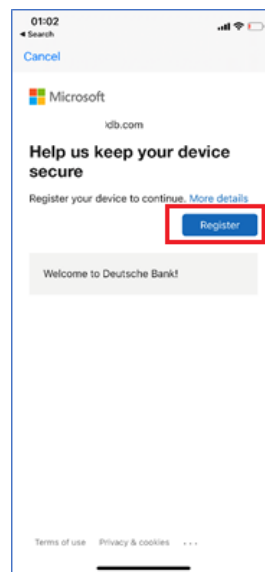 01:02
Search
Cancel
Microsoft
db.com
Help us keep your device
secure
Register your device to continue. More details
Register
Welcome to Deutsche Bank!
Terms of use Privacy & cookies ...